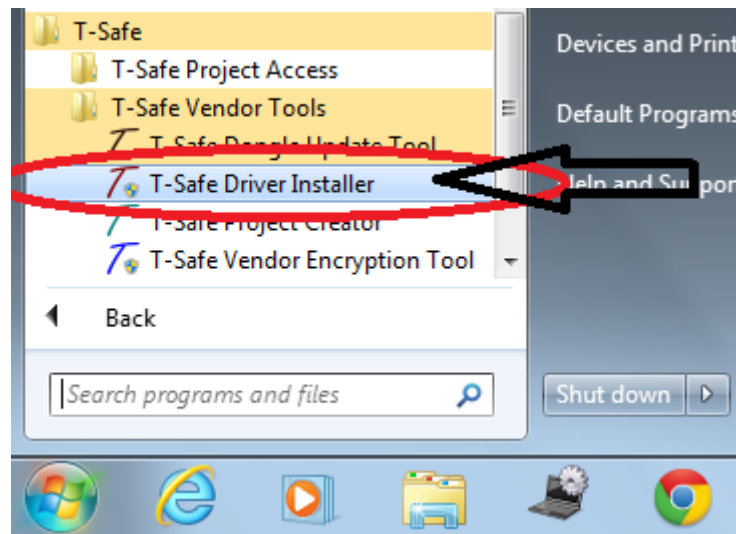 T-Safe
T-Safe Project Access
T-Safe Vendor Tools
T-Safe Dongle Update Tool
T-Safe Driver Installer
T-Safe Project Creator
T-Safe Vendor Encryption Tool
Back
Search programs and files
Devices and Print
Default Programs
Help and Suppor
Shut down